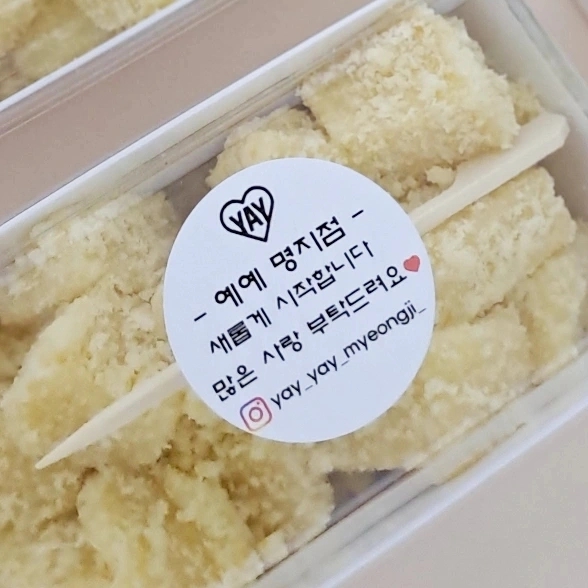 YAY
- 예예 명지점 -
새롭게 시작합니다
많은 사랑 부탁드려요❤
yay_yay_myeongji_